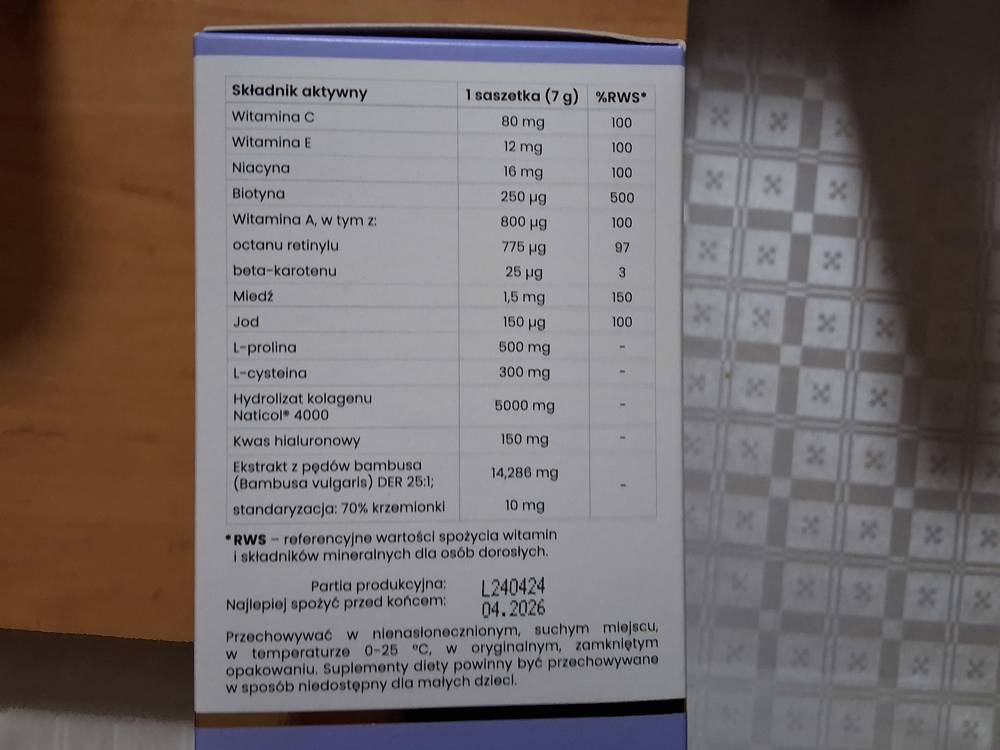 Składnik aktywny 1 saszetka (7 g) %RWS*
Witamina C 80 mg 100
Witamina E 12 mg 100
Niacyna 16 mg 100
Biotyna 250 µg 500
Witamina A, w tym z: 800 µg 100
octanu retinylu 775 µg 97
beta-karotenu 25 µg 3
Miedź 1,5 mg 150
Jod 150 µg 100
L-prolina 500 mg -
L-cysteina 300 mg -
Hydrolizat kolagenu
Naticol® 4000 5000 mg -
Kwas hialuronowy 150 mg -
Ekstrakt z pędów bambusa
(Bambusa vulgaris) DER 25:1; 14,286 mg -
standaryzacja: 70% krzemionki 10 mg
*RWS – referencyjne wartości spożycia witamin
i składników mineralnych dla osób dorosłych.
Partia produkcyjna: L240424
Najlepiej spożyć przed końcem: 04.2026
Przechowywać w nienasłonecznionym, suchym miejscu,
w temperaturze 0-25 °C, w oryginalnym, zamkniętym
opakowaniu. Suplementy diety powinny być przechowywane
w sposób niedostępny dla małych dzieci.